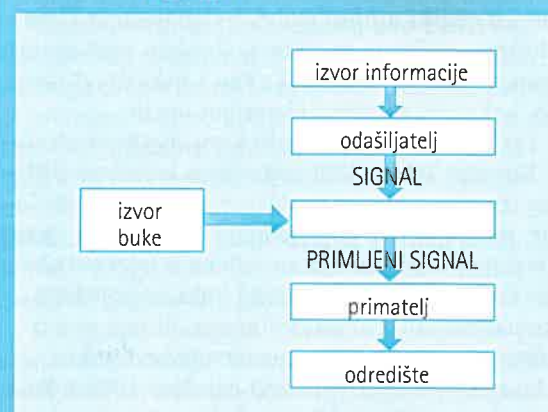 izvor informacije
odašiljatelj
SIGNAL
izvor
buke
PRIMLJENI SIGNAL
primatelj
odredište